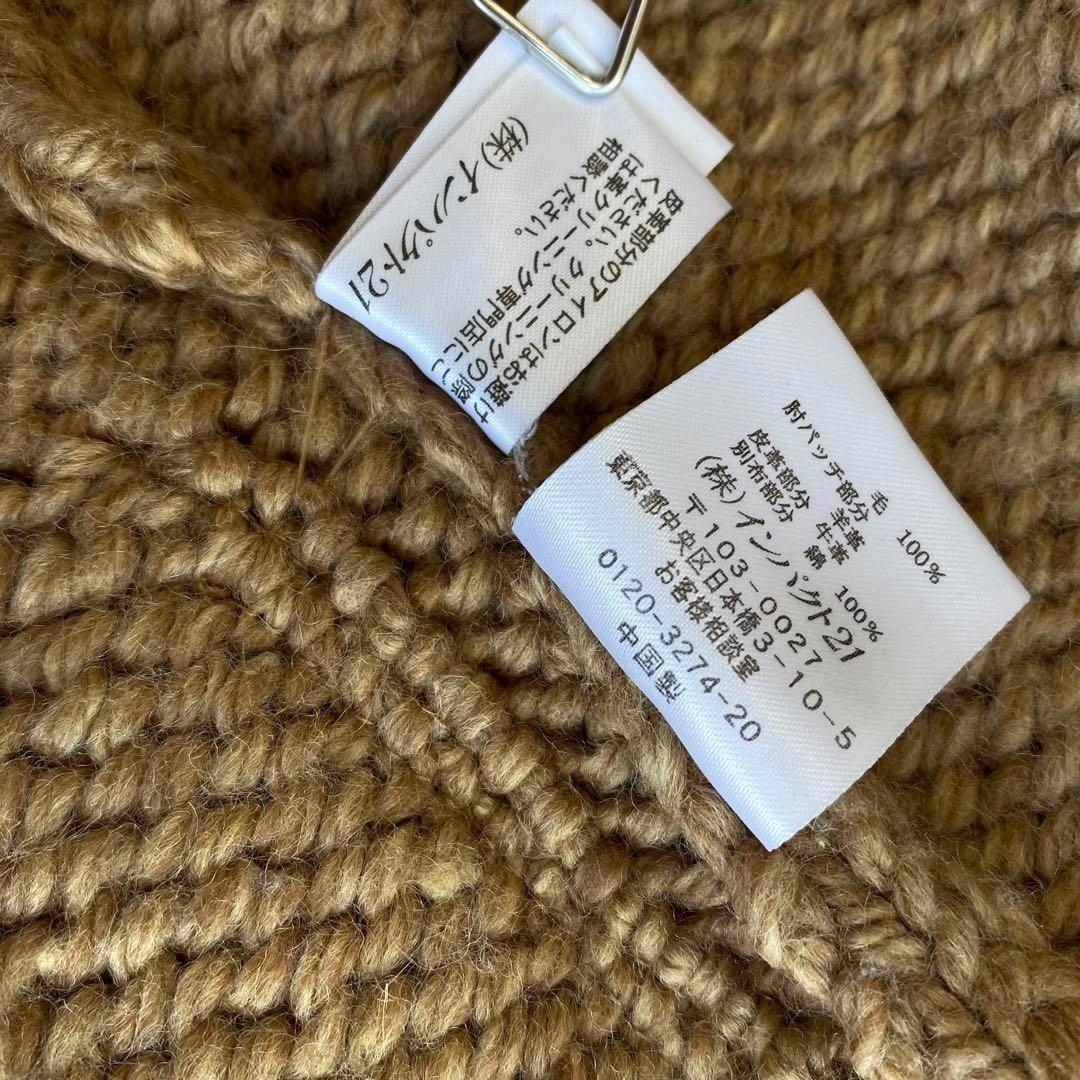 (株)インパクト21
皮革部分のアイロンはお避け
ください。クリーニングの際
は革クリーニング専門店にご
相談ください。
毛 100%
肘パッチ部分 羊革
皮革部分 牛革
別布部分 綿 100%
(株)インパクト21
〒103-0027
東京都中央区日本橋3-10-5
お客様相談室
0120-3274-20
中国製